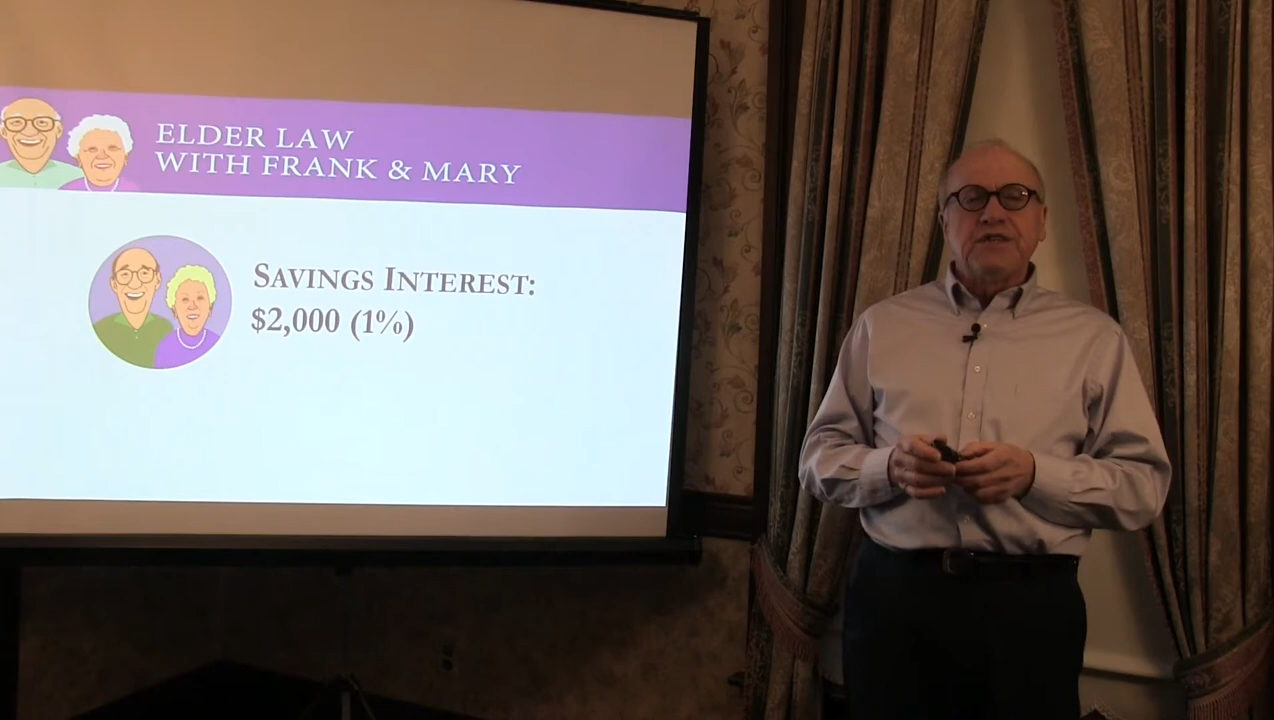 ELDER LAW
WITH FRANK & MARY
SAVINGS INTEREST:
$2,000 (1%)